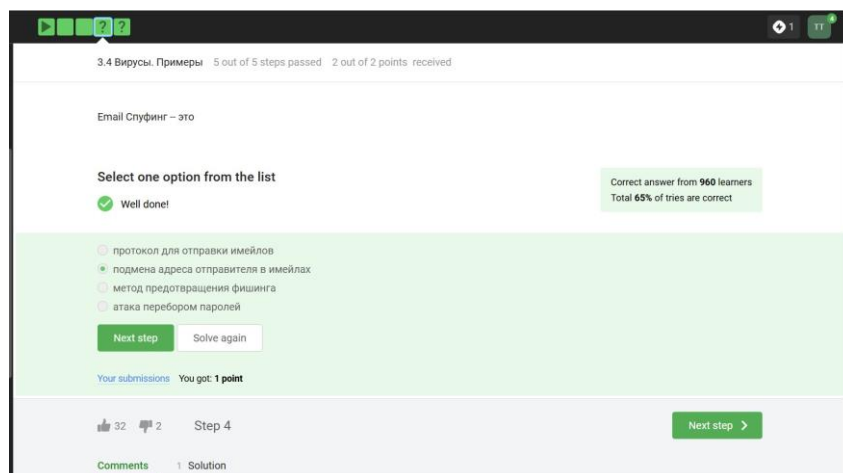 ? ?
1
TT
4
3.4 Вирусы. Примеры 5 out of 5 steps passed 2 out of 2 points received
Email Спуфинг – это
Select one option from the list
Well done!
Correct answer from 960 learners
Total 65% of tries are correct
протокол для отправки имейлов
подмена адреса отправителя в имейлах
метод предотвращения фишинга
атака перебором паролей
Next step Solve again
Your submissions You got: 1 point
32 2 Step 4 Next step
Comments 1 Solution